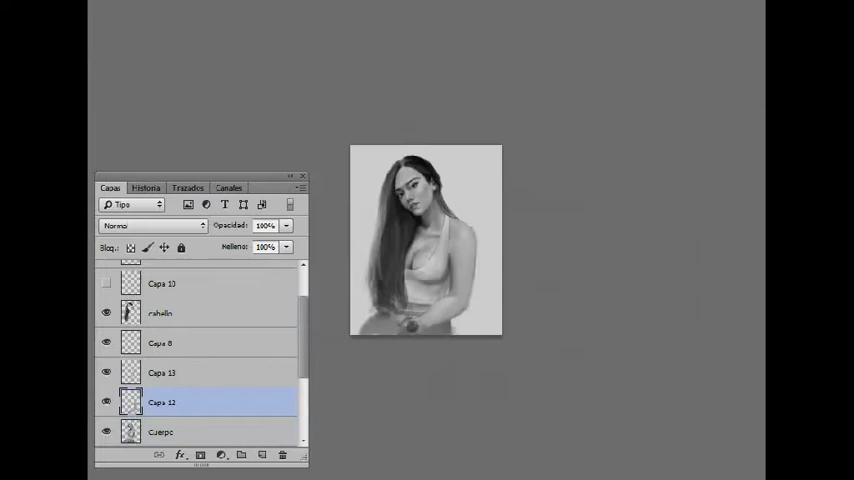 Capas Historia Trazados Canales
Tipo
Normal Opacidad: 100%
Bloq.: Relleno: 100%
Capa 10
cabello
Capa 8
Capa 13
Capa 12
Cuerpo
fx